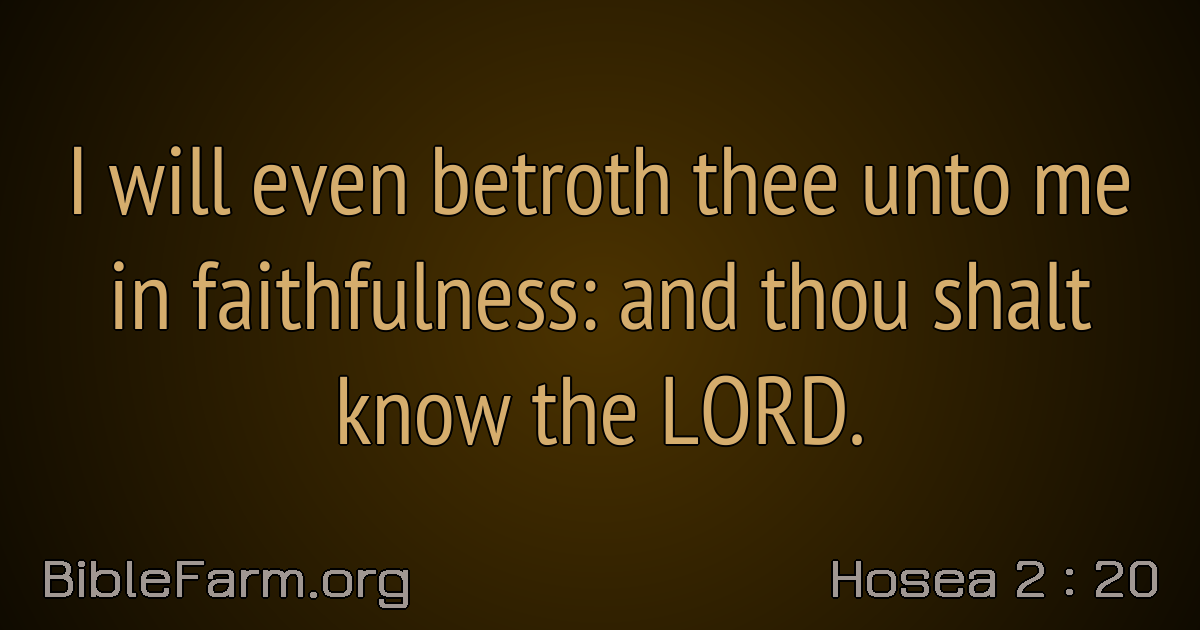 I will even betroth thee unto me
in faithfulness: and thou shalt
know the LORD.
BibleFarm.org
Hosea 2 : 20